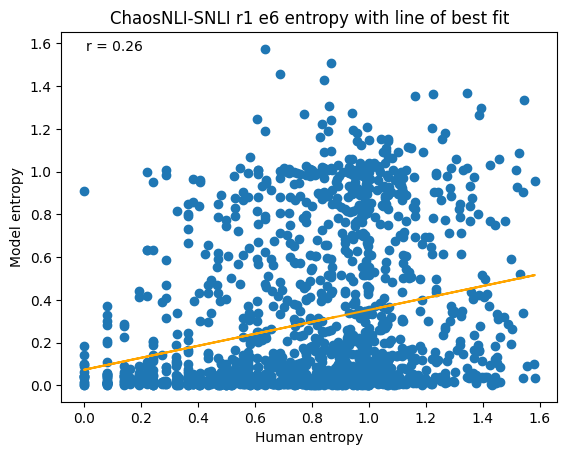 ChaosNLI-SNLI r1 e6 entropy with line of best fit
r = 0.26
Model entropy
1.6
1.4
1.2
1.0
0.8
0.6
0.4
0.2
0.0
0.0 0.2 0.4 0.6 0.8 1.0 1.2 1.4 1.6
Human entropy